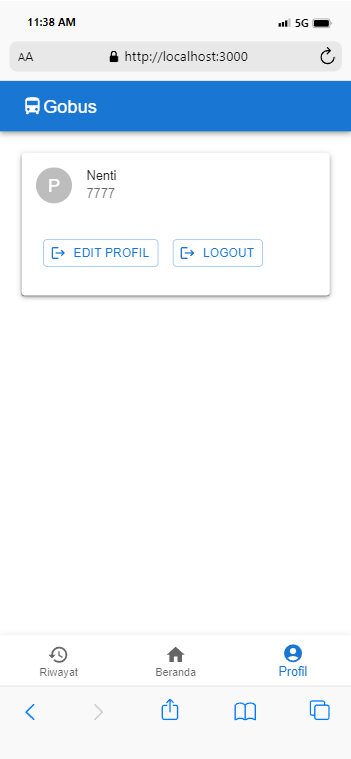 11:38 AM
5G
AA
http://localhost:3000
Gobus
P
Nenti
7777
EDIT PROFIL
LOGOUT
Riwayat
Beranda
Profil